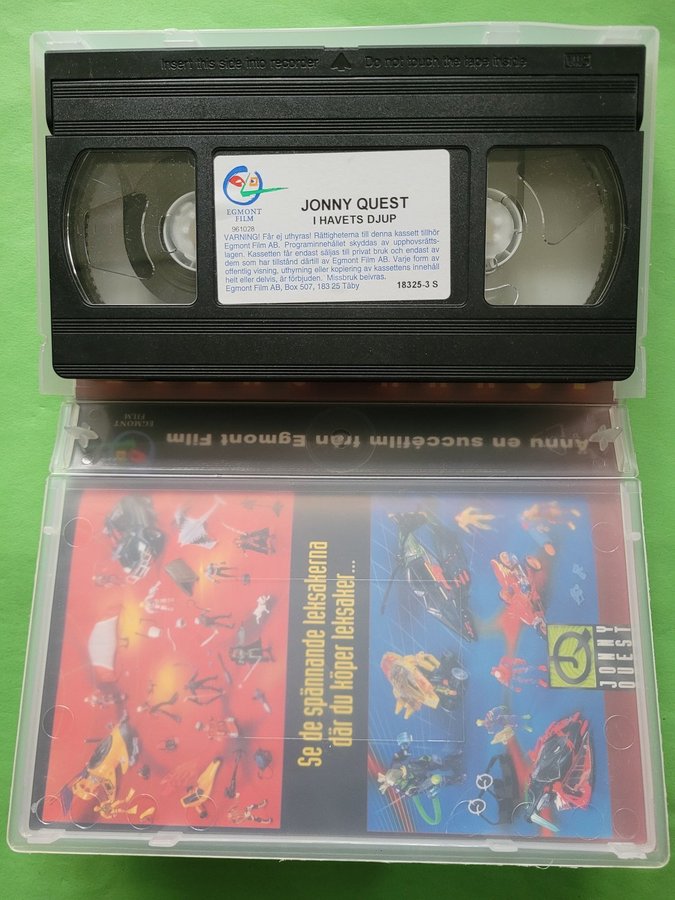 Insert this side into recorder
Do not touch the tape inside
VHS
EGMONT
FILM
961028
JONNY QUEST
I HAVETS DJUP
VARNING! Får ej uthyras! Rättigheterna till denna kassett tillhör
Egmont Film AB. Programinnehållet skyddas av upphovsrätts-
lagen. Kassetten får endast säljas till privat bruk och endast av
dem som har tillstånd därtill av Egmont Film AB. Varje form av
offentlig visning, uthyrning eller kopiering av kassettens innehåll
helt eller delvis, är förbjuden. Missbruk beivras.
Egmont Film AB, Box 507, 183 25 Täby
18325-3 S
Ännu en succéfilm från Egmont Film
EGMONT
FILM
Se de spännande leksakerna
där du köper leksaker...
JONNY
QUEST